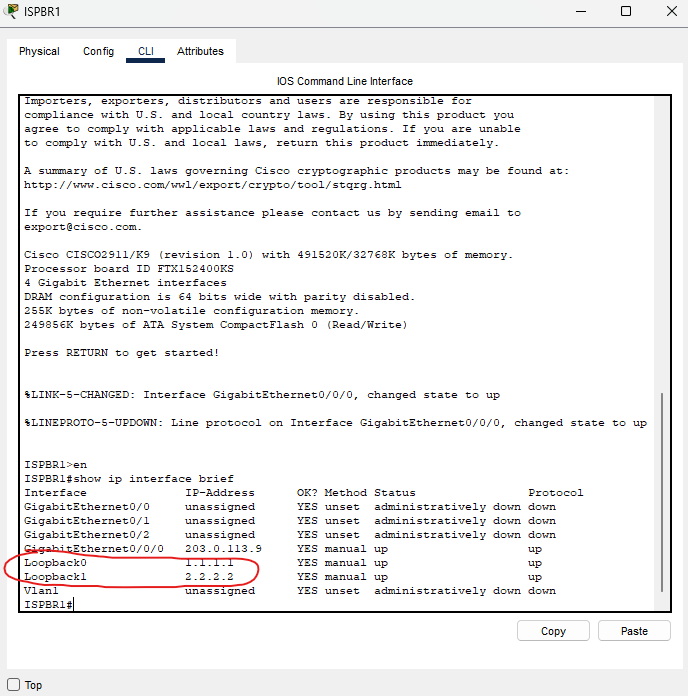 ISPBR1
Physical Config CLI Attributes
IOS Command Line Interface
Importers, exporters, distributors and users are responsible for
compliance with U.S. and local country laws. By using this product you
agree to comply with applicable laws and regulations. If you are unable
to comply with U.S. and local laws, return this product immediately.
A summary of U.S. laws governing Cisco cryptographic products may be found at:
http://www.cisco.com/wwl/export/crypto/tool/stqrg.html
If you require further assistance please contact us by sending email to
export@cisco.com.
Cisco CISCO2911/K9 (revision 1.0) with 491520K/32768K bytes of memory.
Processor board ID FTX152400KS
4 Gigabit Ethernet interfaces
DRAM configuration is 64 bits wide with parity disabled.
255K bytes of non-volatile configuration memory.
249856K bytes of ATA System CompactFlash 0 (Read/Write)
Press RETURN to get started!
%LINK-5-CHANGED: Interface GigabitEthernet0/0/0, changed state to up
%LINEPROTO-5-UPDOWN: Line protocol on Interface GigabitEthernet0/0/0, changed state to up
ISPBR1>en
ISPBR1#show ip interface brief
Interface IP-Address OK? Method Status Protocol
GigabitEthernet0/0 unassigned YES unset administratively down down
GigabitEthernet0/1 unassigned YES unset administratively down down
GigabitEthernet0/2 unassigned YES unset administratively down down
GigabitEthernet0/0/0 203.0.113.9 YES manual up up
Loopback0 1.1.1.1 YES manual up up
Loopback1 2.2.2.2 YES manual up up
Vlan1 unassigned YES unset administratively down down
ISPBR1#
Copy Paste
Top